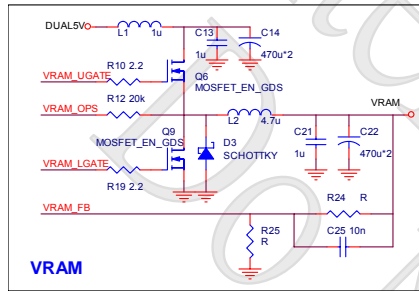 DUAL5V
L1 1u
C13
1u
C14
470u*2
VRAM_UGATE
R10 2.2
Q6
MOSFET_EN_GDS
VRAM_OPS
R12 20k
VRAM
Q9
MOSFET_EN_GDS
L2 4.7u
D3
SCHOTTKY
C21
1u
C22
470u*2
VRAM_LGATE
R19 2.2
VRAM_FB
R24 R
R25
R
C25 10n
VRAM